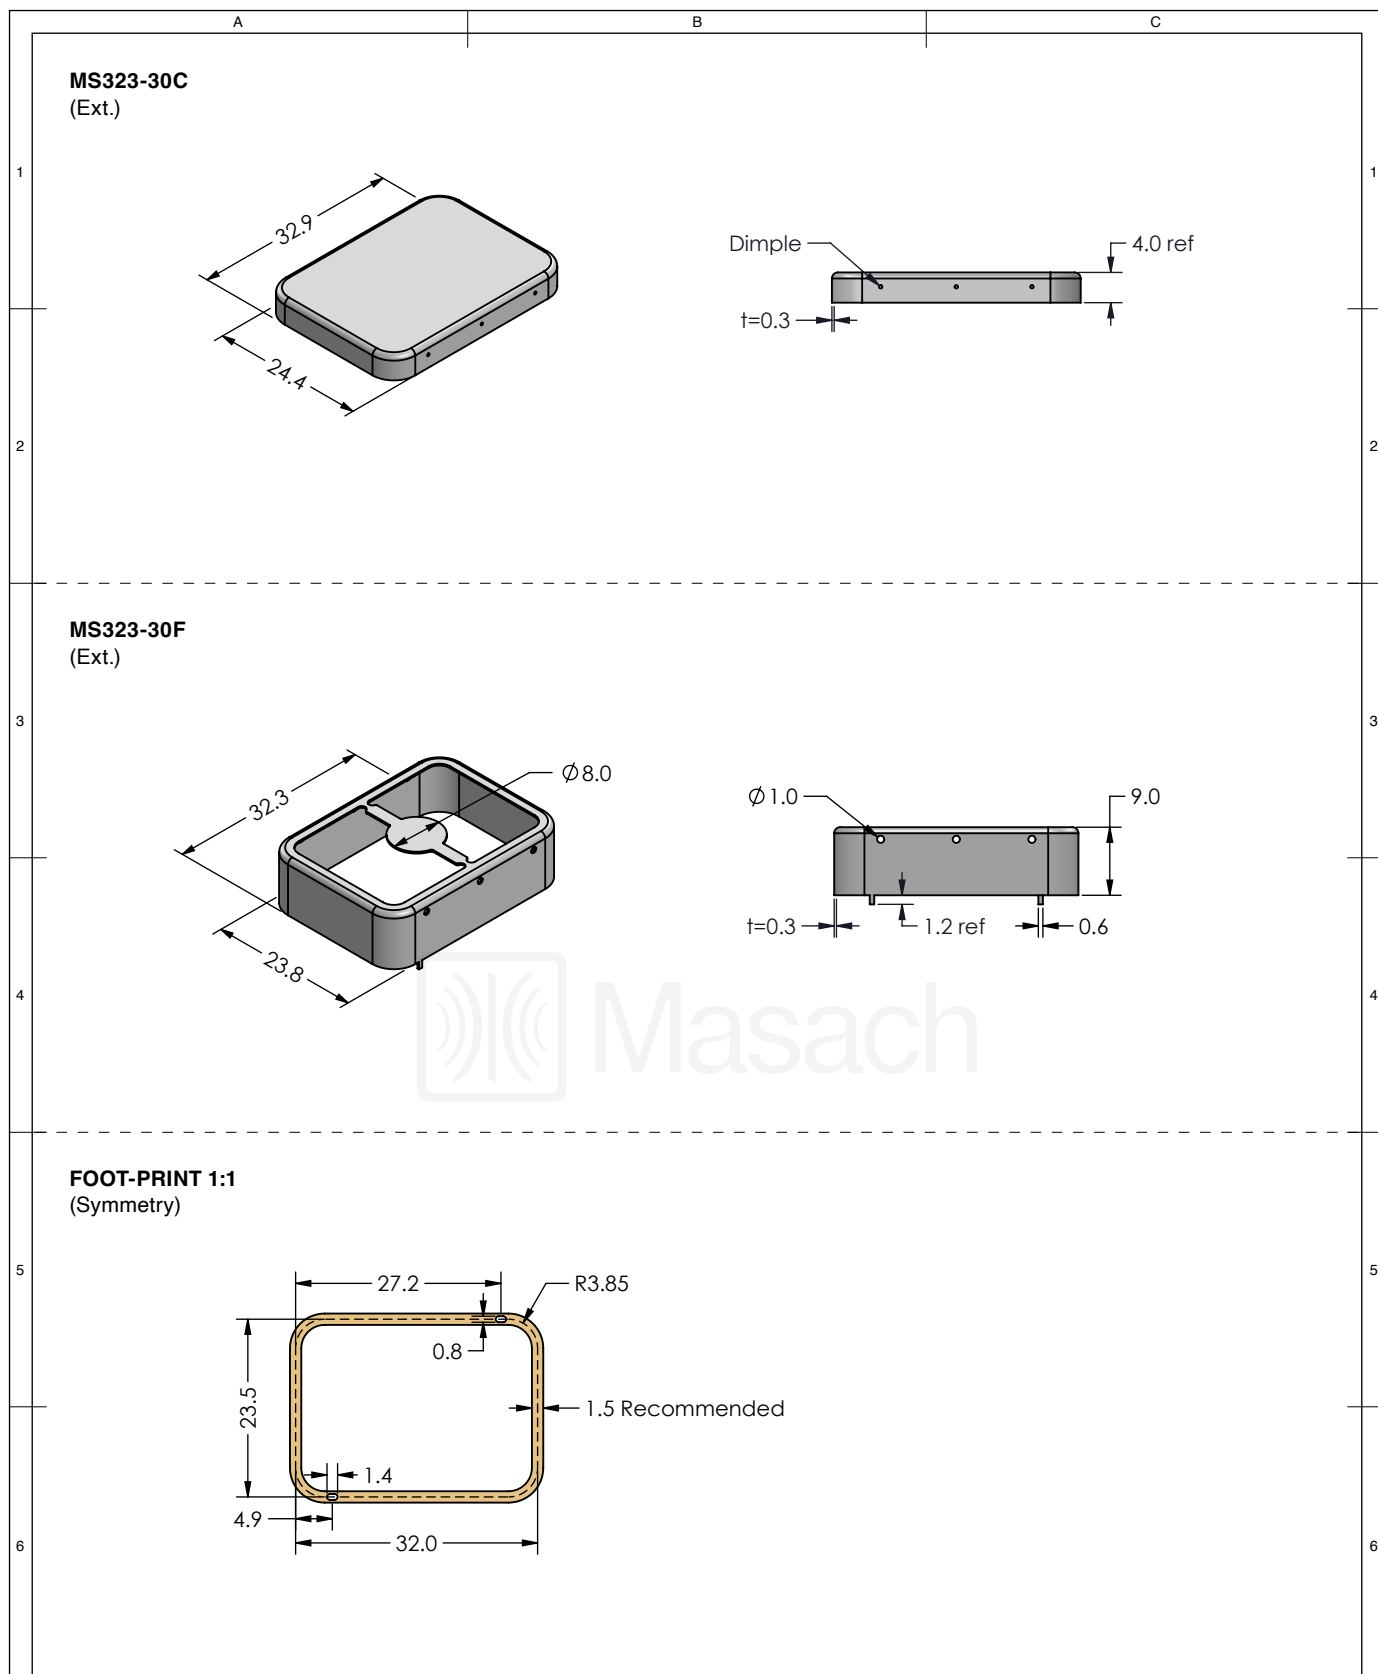 A B C
MS323-30C
(Ext.)
1 1
32.9
Dimple
4.0 ref
t=0.3
24.4
2 2
MS323-30F
(Ext.)
3 3
Ø8.0
32.3
Ø1.0
9.0
t=0.3
1.2 ref
0.6
23.8
4 4
Masach
FOOT-PRINT 1:1
(Symmetry)
5 5
27.2
R3.85
0.8
23.5
1.5 Recommended
1.4
4.9
32.0
6 6